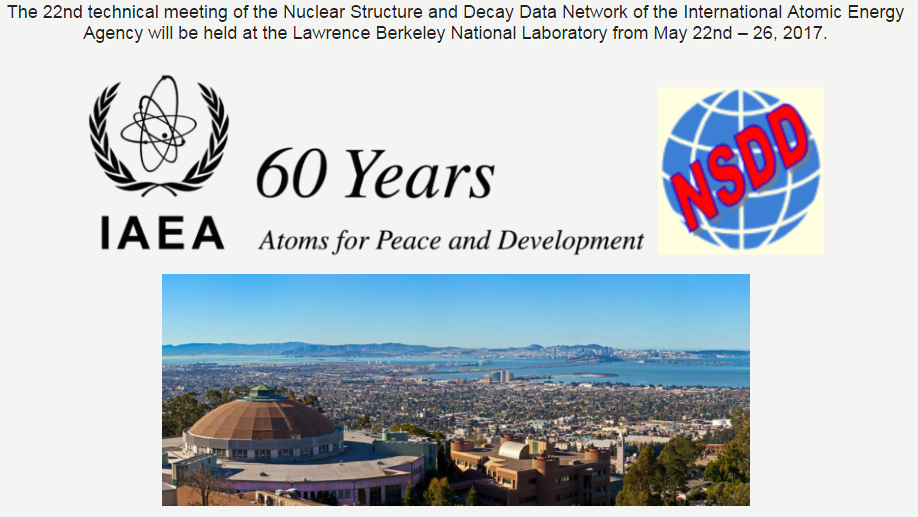 The 22nd technical meeting of the Nuclear Structure and Decay Data Network of the International Atomic Energy
Agency will be held at the Lawrence Berkeley National Laboratory from May 22nd – 26, 2017.
60 Years
IAEA
Atoms for Peace and Development
NSDD